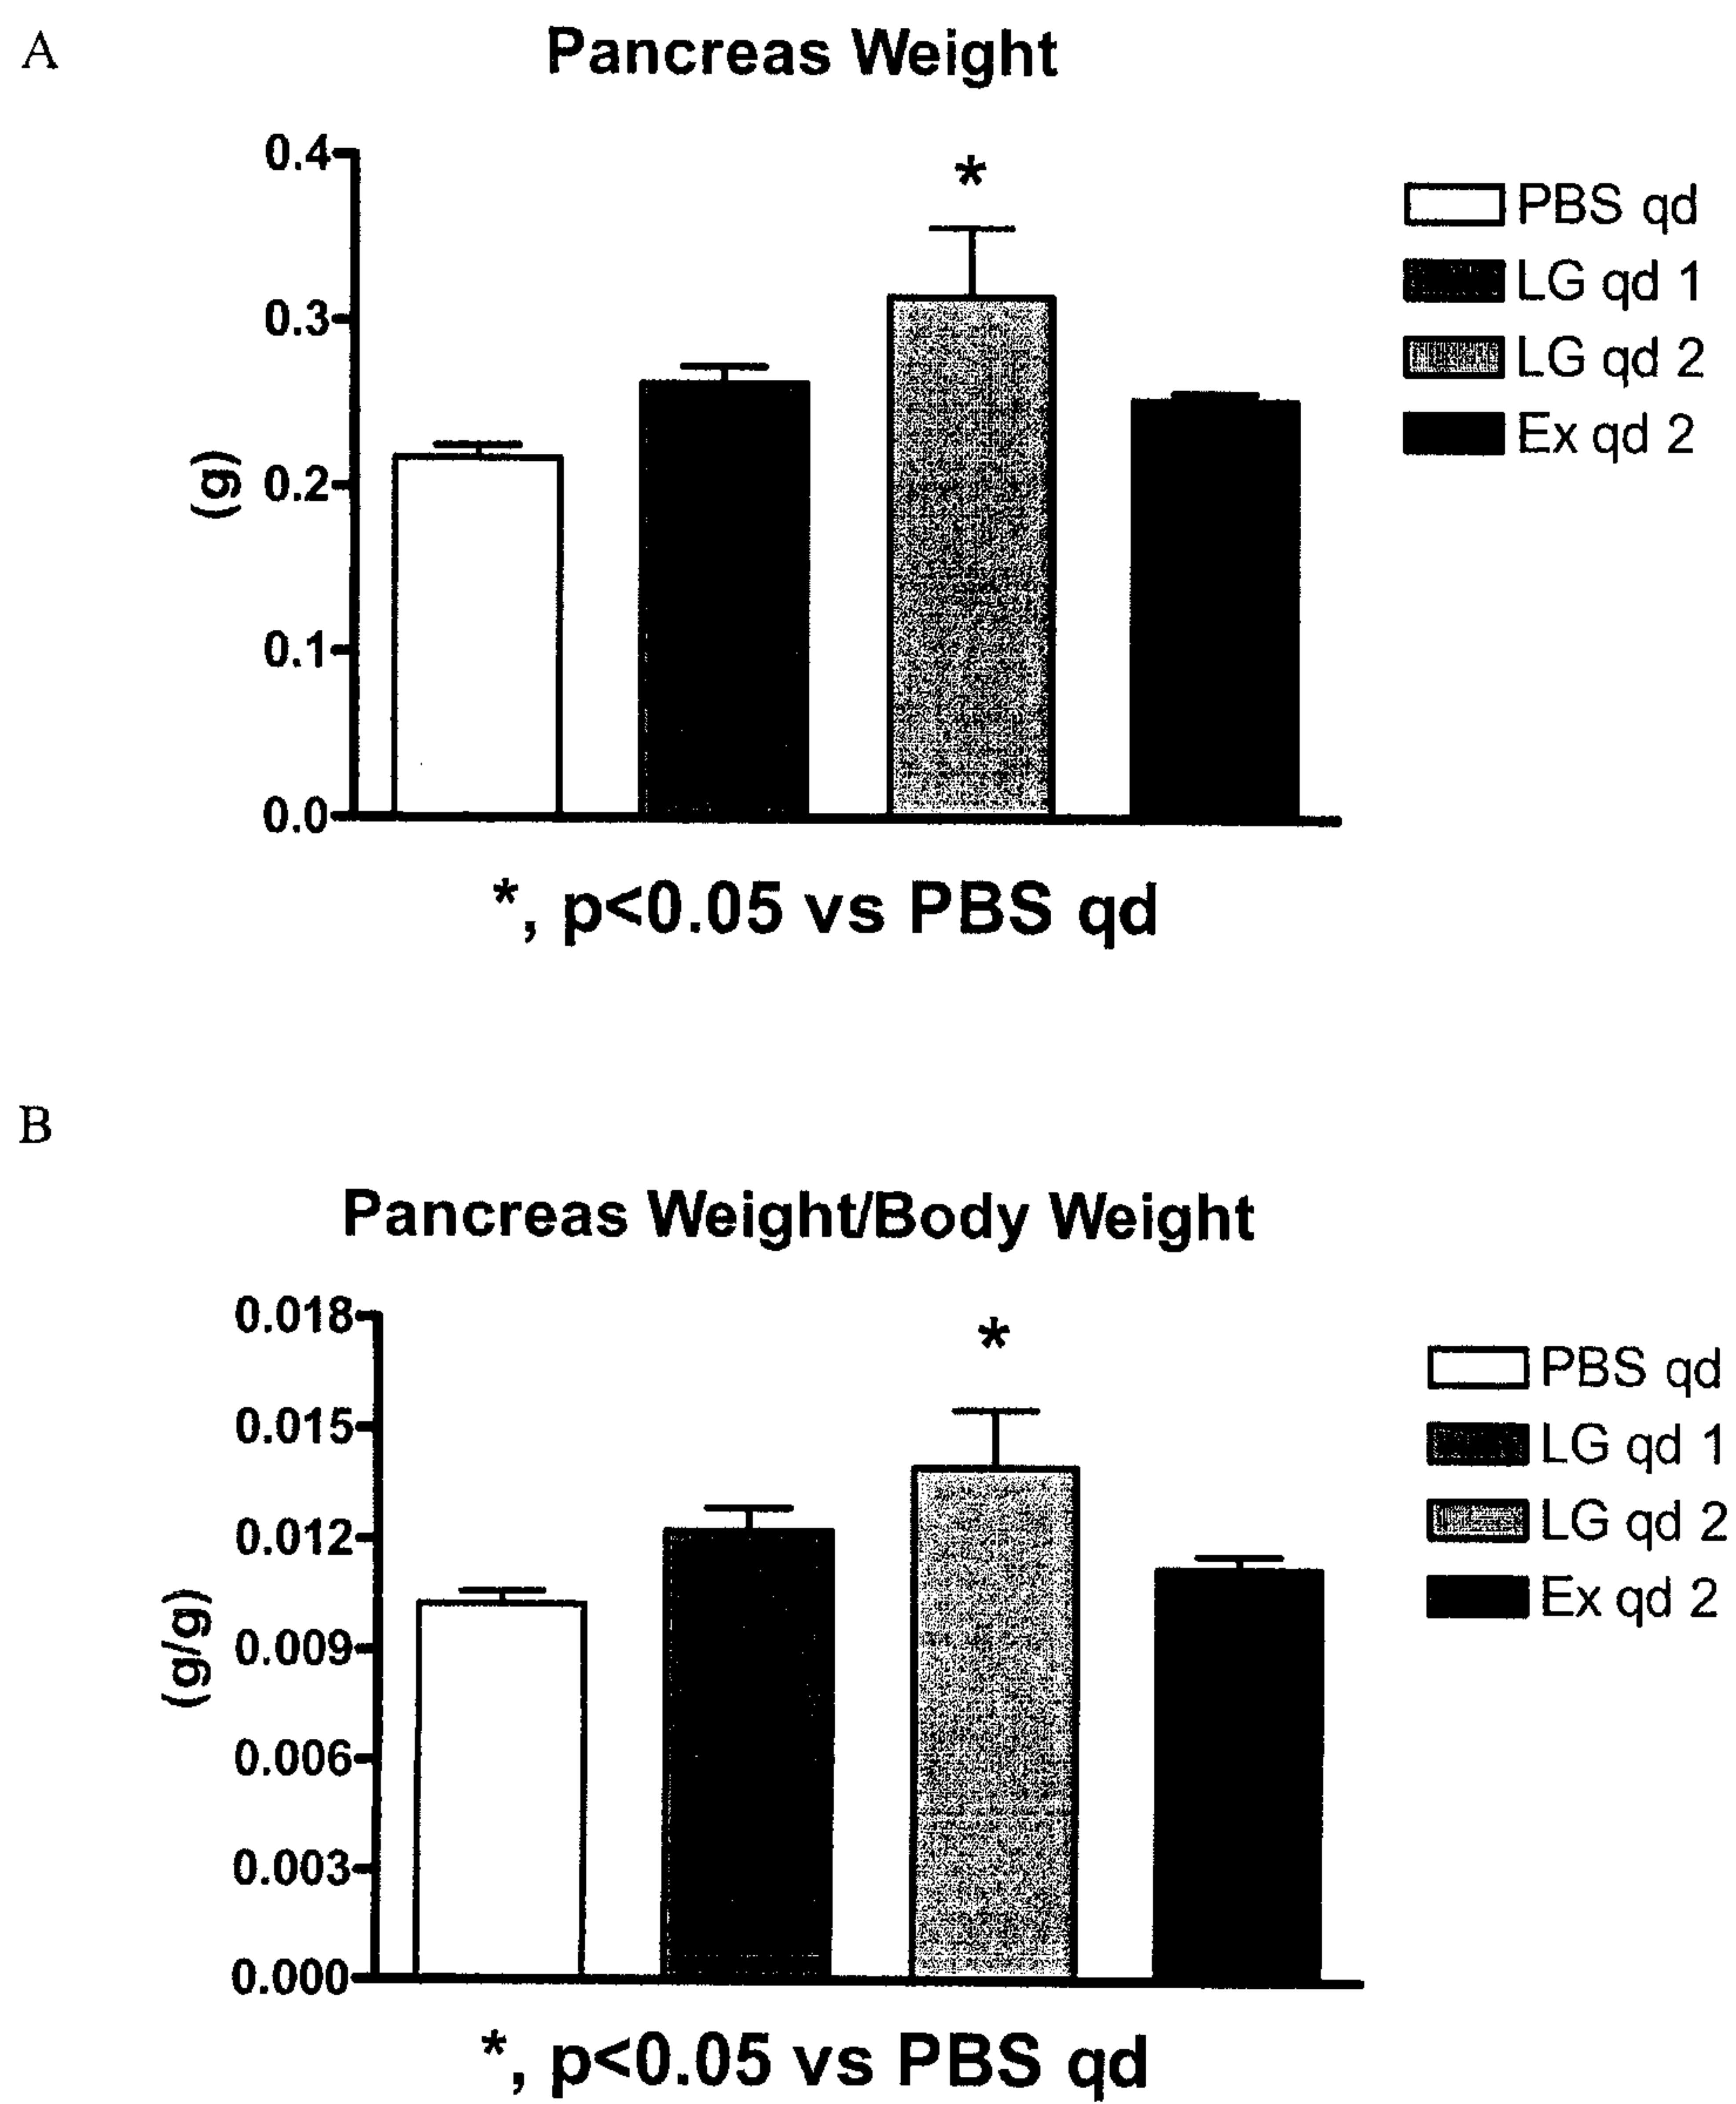 A
Pancreas Weight
*
0.4
0.3
0.2
0.1
0.0
(g)
PBS qd
LG qd 1
LG qd 2
Ex qd 2
*, p<0.05 vs PBS qd
B
Pancreas Weight/Body Weight
*
0.018
0.015
0.012
0.009
0.006
0.003
0.000
(g/g)
PBS qd
LG qd 1
LG qd 2
Ex qd 2
*, p<0.05 vs PBS qd